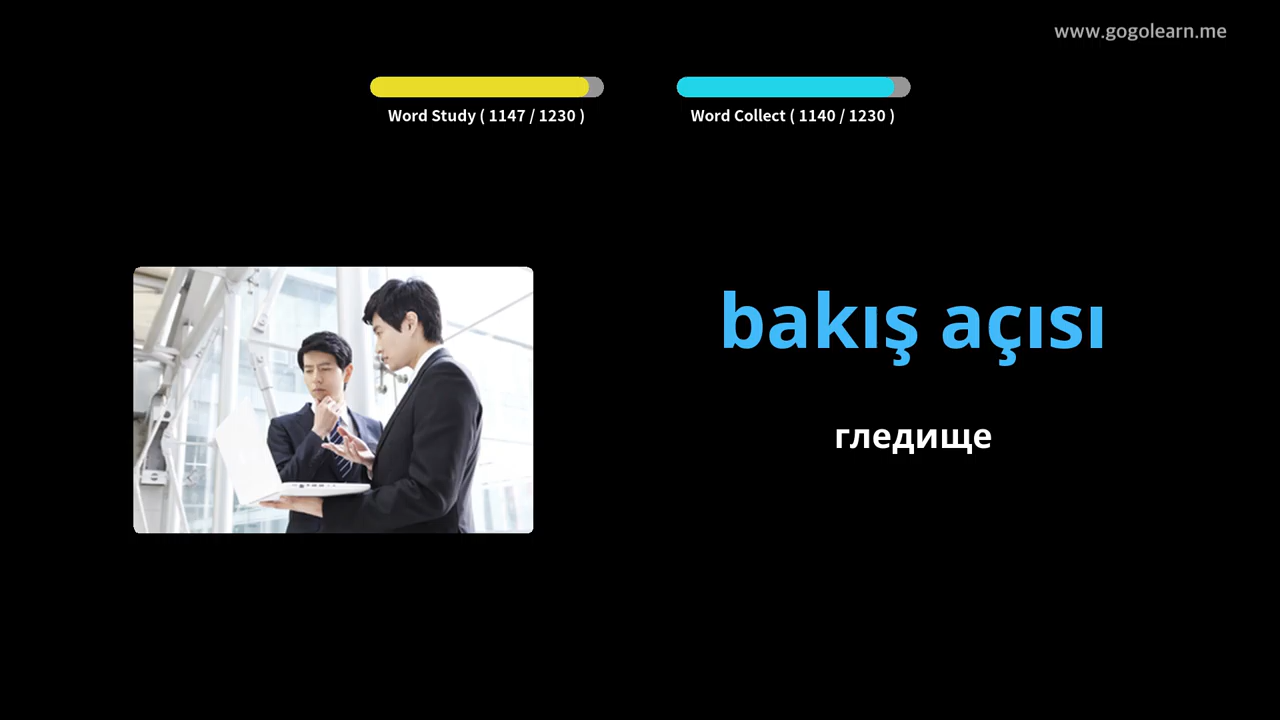 www.gogolearn.me
Word Study ( 1147 / 1230 )
Word Collect ( 1140 / 1230 )
bakış açısı
гледище